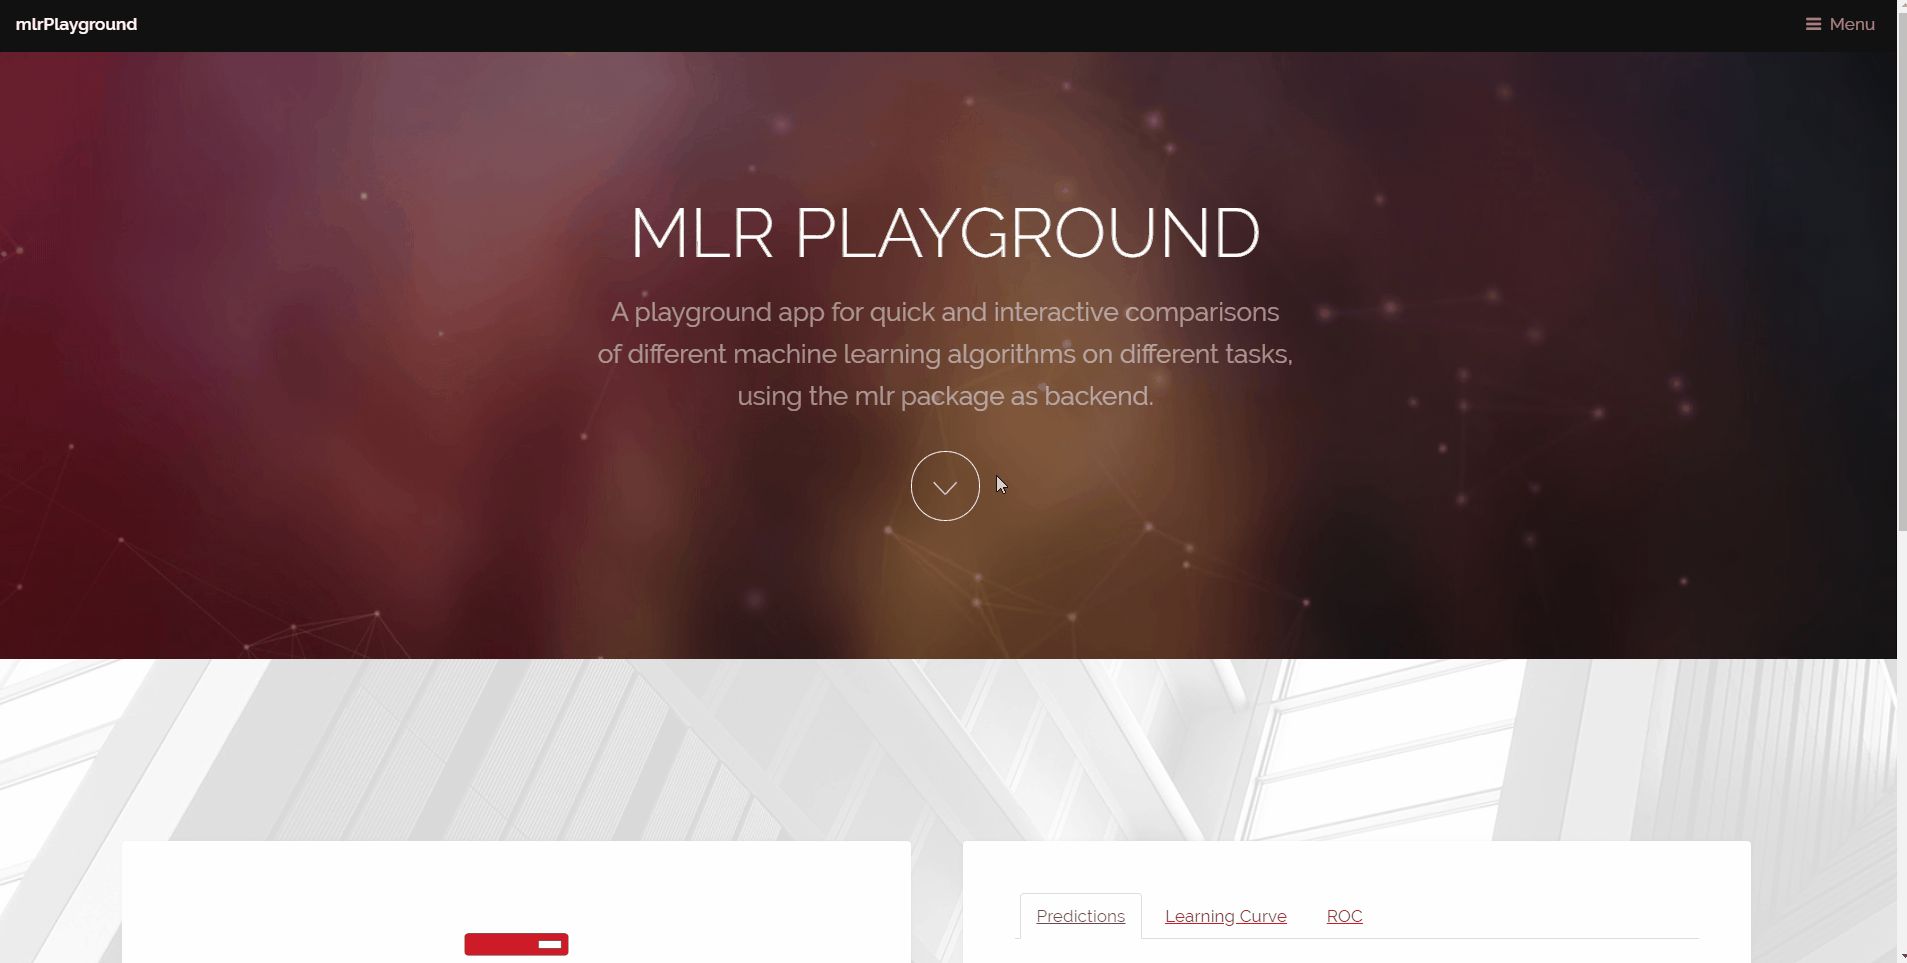 mlrPlayground
Menu
MLR PLAYGROUND
A playground app for quick and interactive comparisons
of different machine learning algorithms on different tasks,
using the mlr package as backend.
Predictions
Learning Curve
ROC